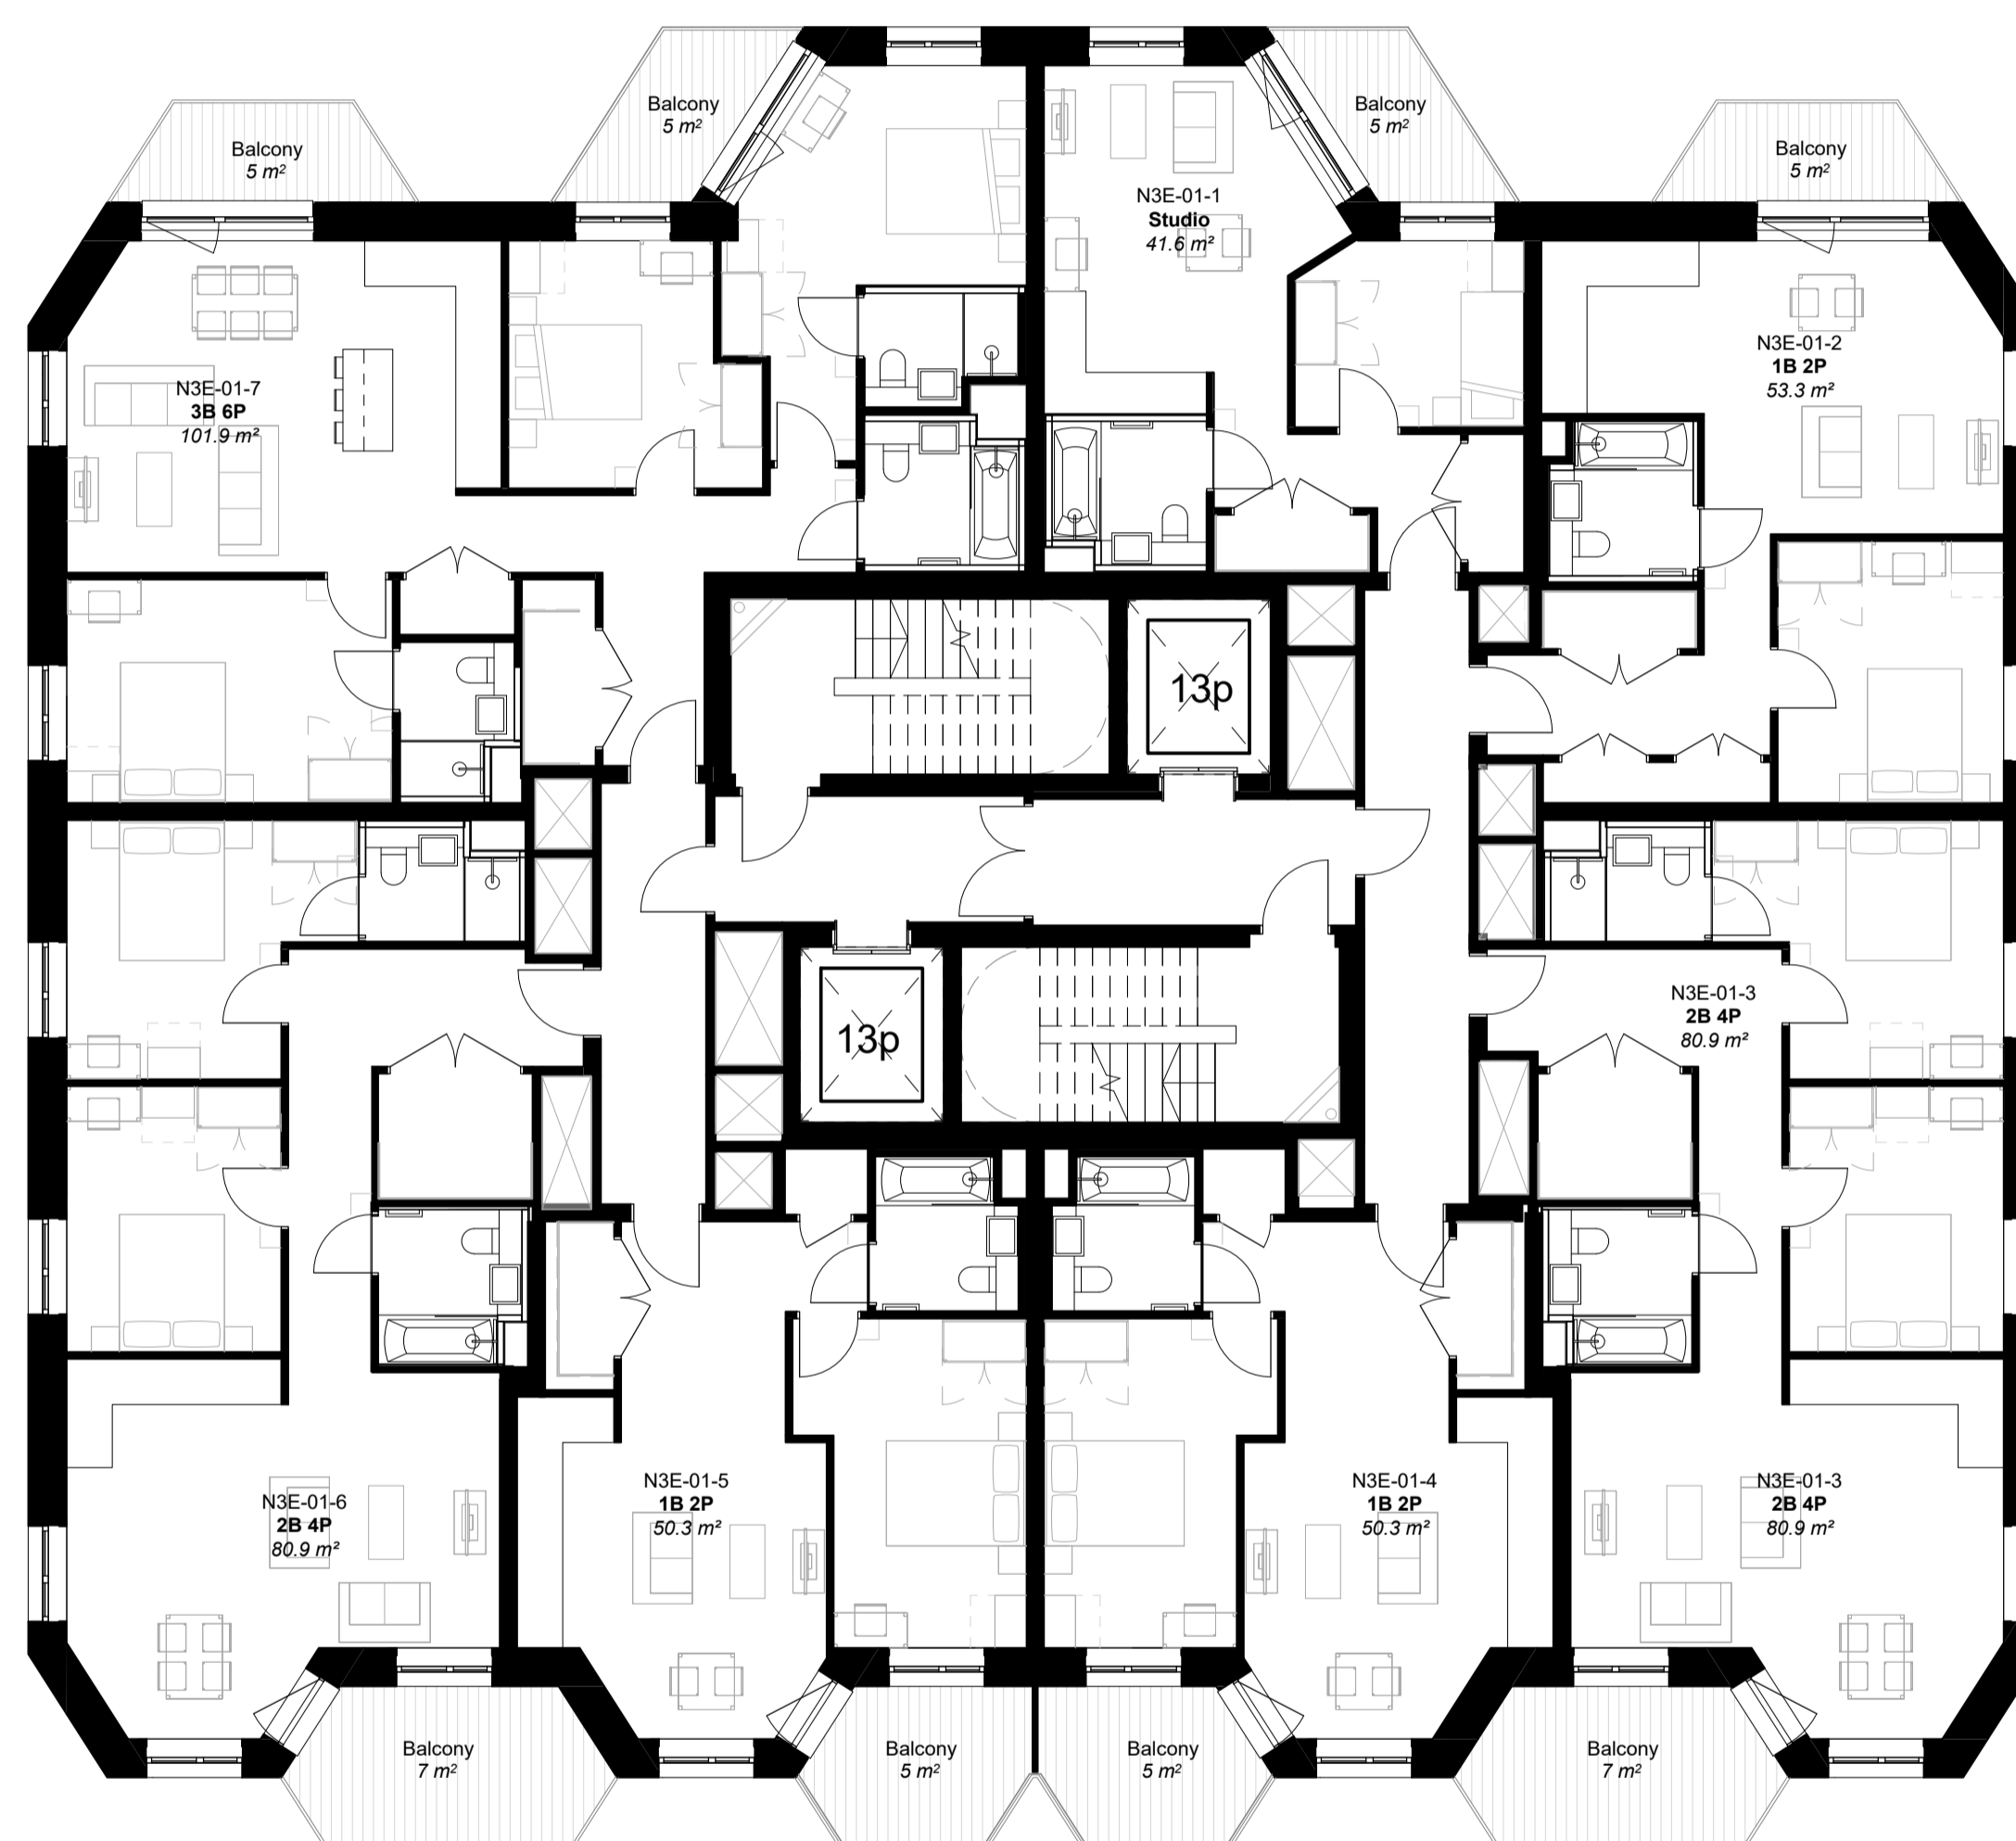 Balcony
5 m²
Balcony
5 m²
Balcony
5 m²
Balcony
5 m²
N3E-01-1
Studio
41.6 m²
N3E-01-2
1B 2P
53.3 m²
N3E-01-7
3B 6P
101.9 m²
13p
13p
N3E-01-3
2B 4P
80.9 m²
N3E-01-6
2B 4P
80.9 m²
N3E-01-5
1B 2P
50.3 m²
N3E-01-4
1B 2P
50.3 m²
N3E-01-3
2B 4P
80.9 m²
Balcony
7 m²
Balcony
5 m²
Balcony
5 m²
Balcony
7 m²